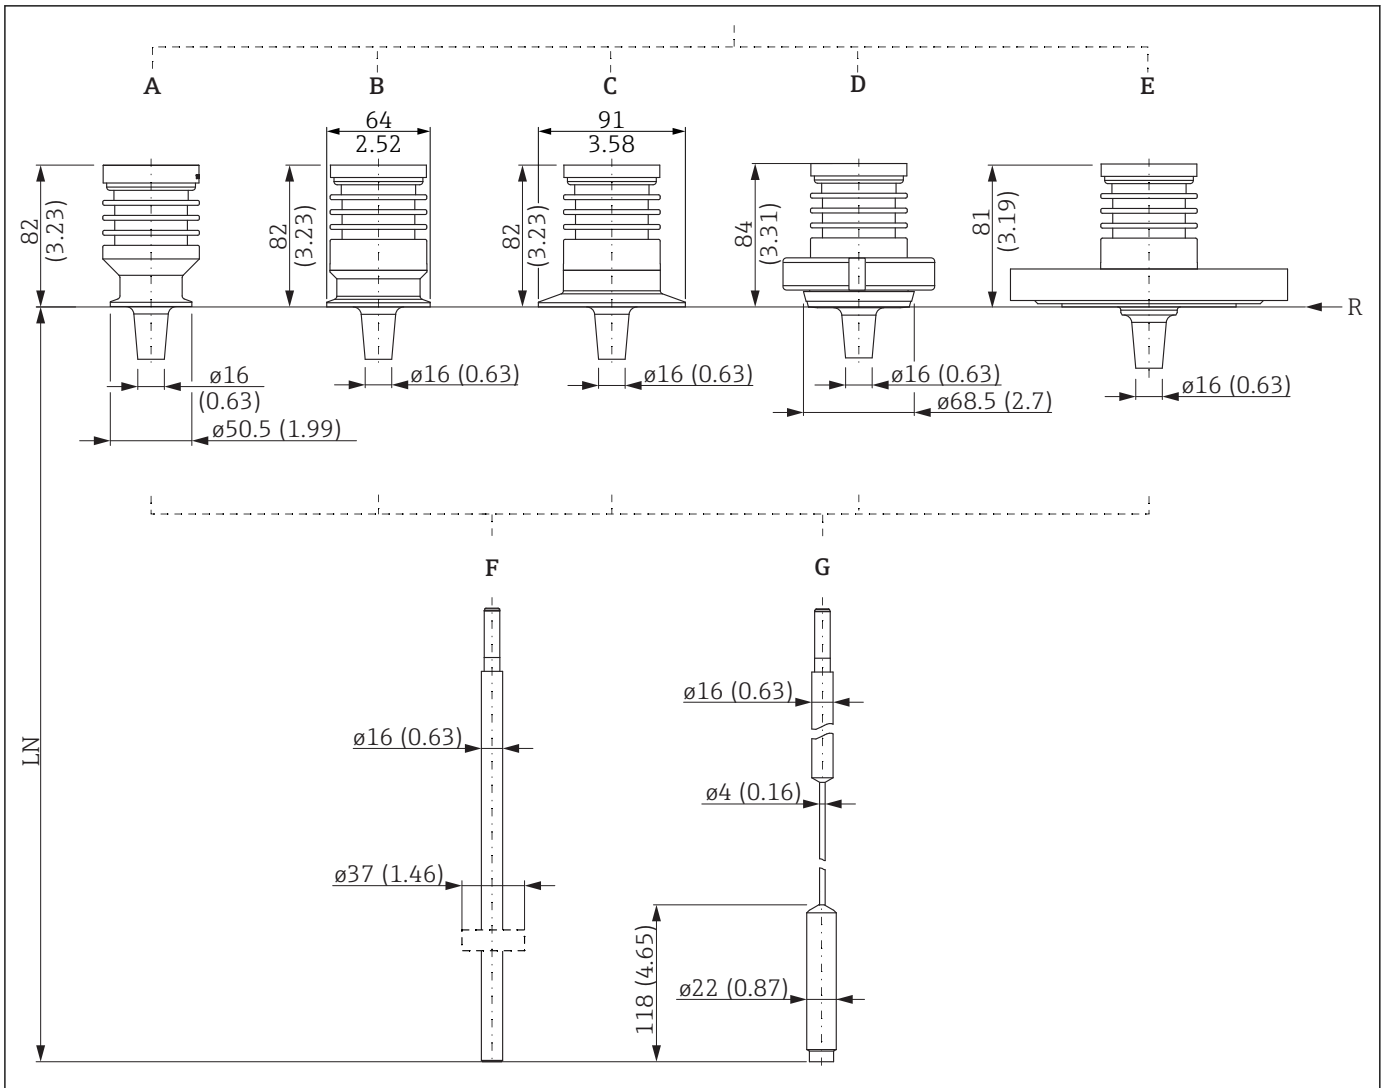 A
B
C
D
E
64
2.52
91
3.58
82
(3.23)
82
(3.23)
82
(3.23)
84
(3.31)
81
(3.19)
R
ø16
(0.63)
ø50.5 (1.99)
ø16 (0.63)
ø16 (0.63)
ø16 (0.63)
ø68.5 (2.7)
ø16 (0.63)
F
G
LN
ø16 (0.63)
ø37 (1.46)
ø16 (0.63)
ø4 (0.16)
118 (4.65)
ø22 (0.87)